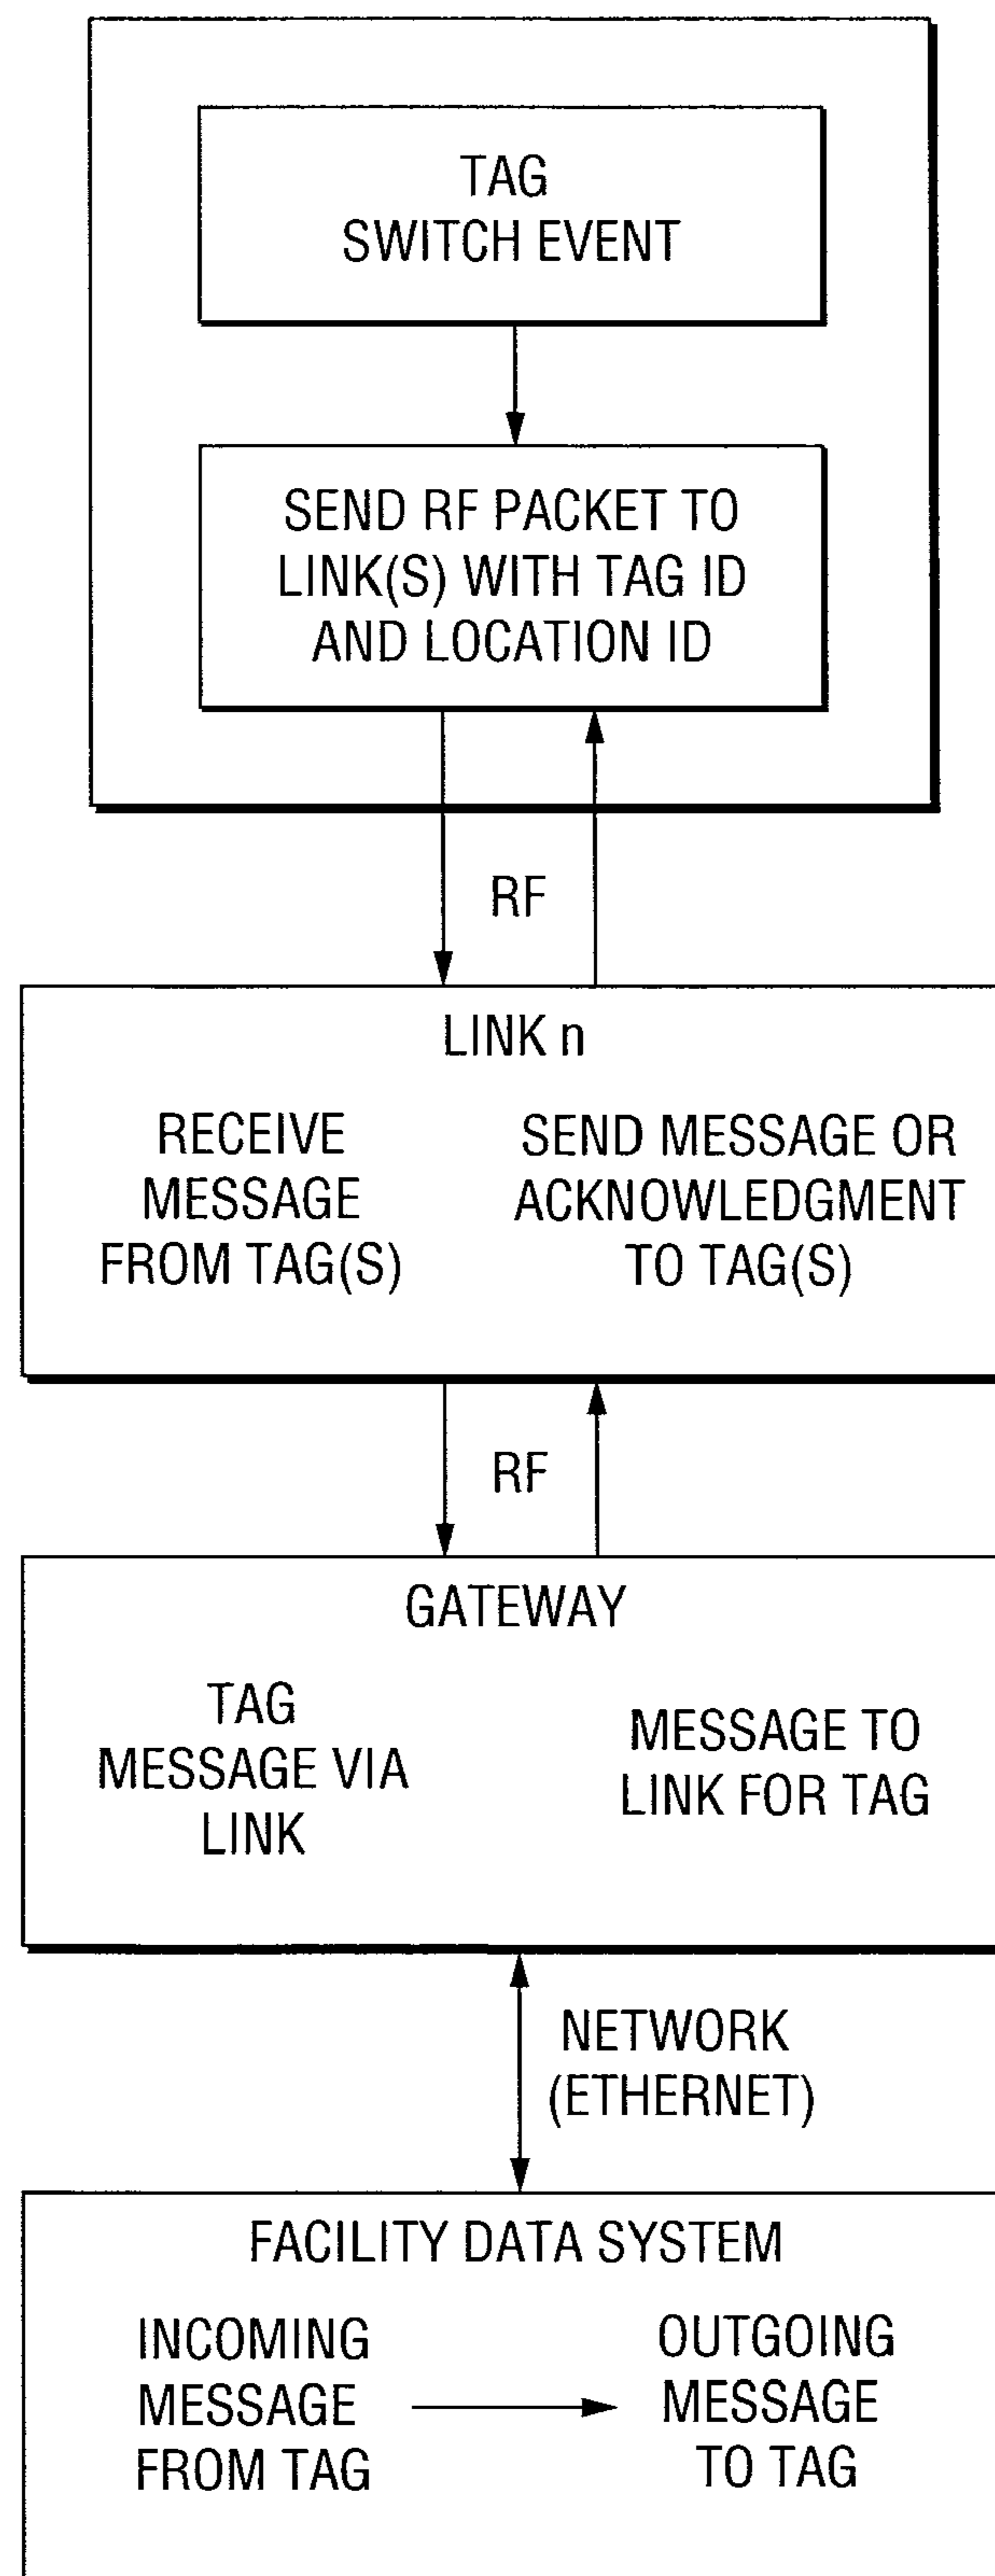 TAG
SWITCH EVENT
SEND RF PACKET TO
LINK(S) WITH TAG ID
AND LOCATION ID
RF
LINK n
RECEIVE
MESSAGE
FROM TAG(S)
SEND MESSAGE OR
ACKNOWLEDGMENT
TO TAG(S)
RF
GATEWAY
TAG
MESSAGE VIA
LINK
MESSAGE TO
LINK FOR TAG
NETWORK
(ETHERNET)
FACILITY DATA SYSTEM
INCOMING
MESSAGE
FROM TAG
OUTGOING
MESSAGE
TO TAG